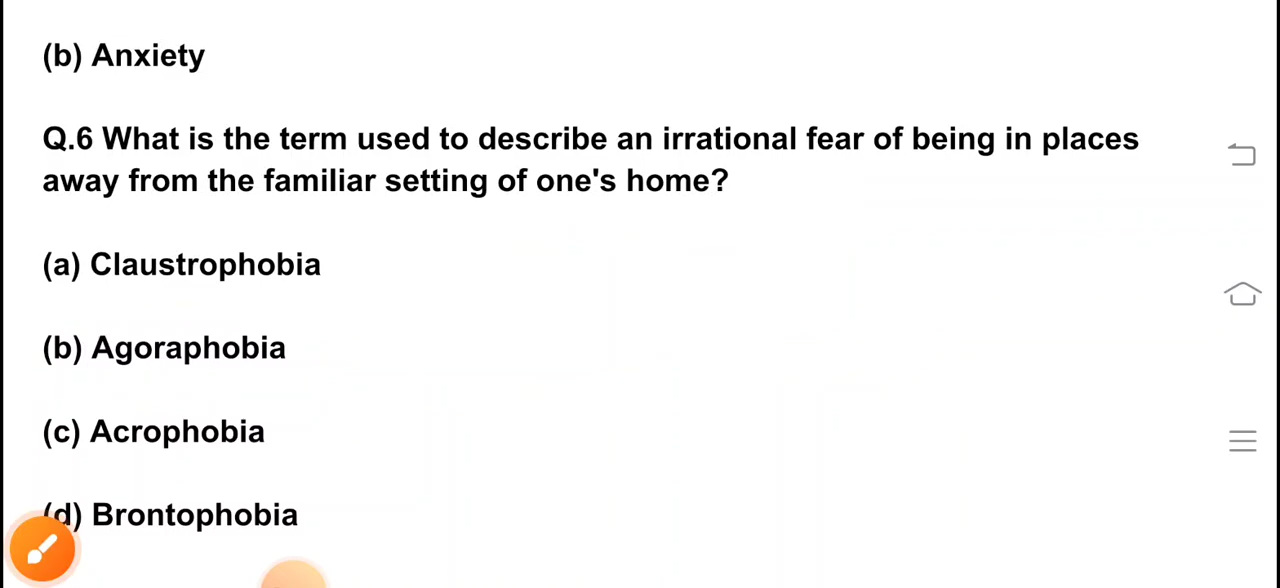 (b) Anxiety
Q.6 What is the term used to describe an irrational fear of being in places
away from the familiar setting of one's home?
(a) Claustrophobia
(b) Agoraphobia
(c) Acrophobia
(d) Brontophobia